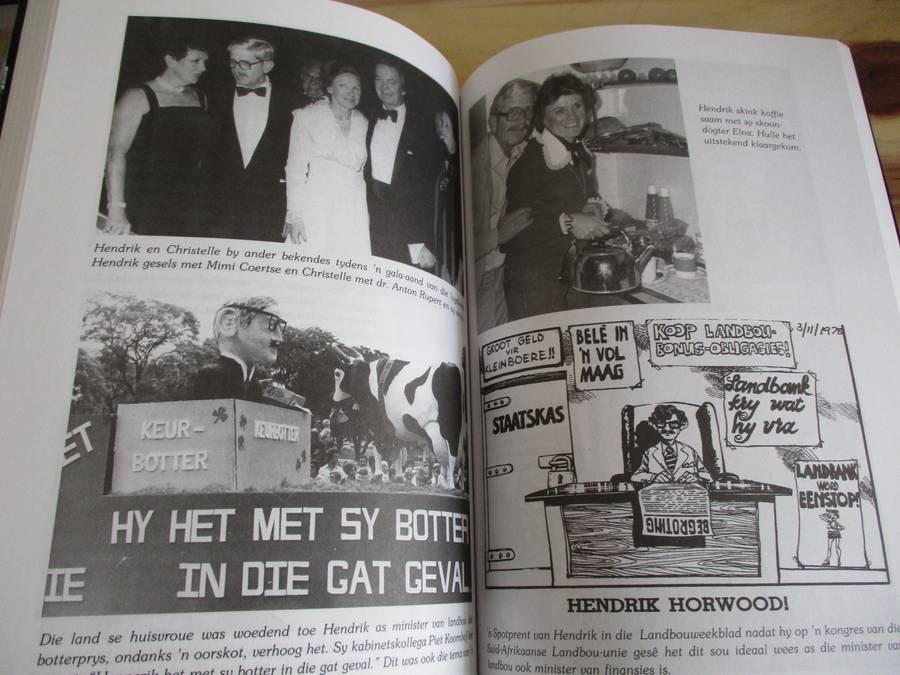 Hendrik en Christelle by ander bekendes tydens 'n gala-aand van die
Hendrik gesels met Mimi Coertse en Christelle met dr. Anton Rupert en sy
KEUR-
BOTTER
KEURBOTTER
ET
HY HET MET SY BOTTER
IE IN DIE GAT GEVAL
Die land se huisvroue was woedend toe Hendrik as minister van landbou die
botterprys, ondanks 'n oorskot, verhoog het. Sy kabinetskollega Piet Koornhof het
het met sy botter in die gat geval." Dit was ook die tema van
Hendrik skink koffie
saam met sy skoon-
dogter Elna. Hulle het
uitstekend klaargekom.
GROOT GELD
VIR
KLEINBOERE!!
BELÊ IN
'N VOL
MAAG
KOOP LANDBOU-
BONUS-OBLIGASIES!
3/11/1978
Landbank
kry wat
hy vra
STAATSKAS
LANDBANK
WORD
EENSTOP!
BEGROTING
HENDRIK HORWOOD!
'n Spotprent van Hendrik in die Landbouweekblad nadat hy op 'n kongres van die
Suid-Afrikaanse Landbou-unie gesê het dit sou ideaal wees as die minister van
landbou ook minister van finansies is.